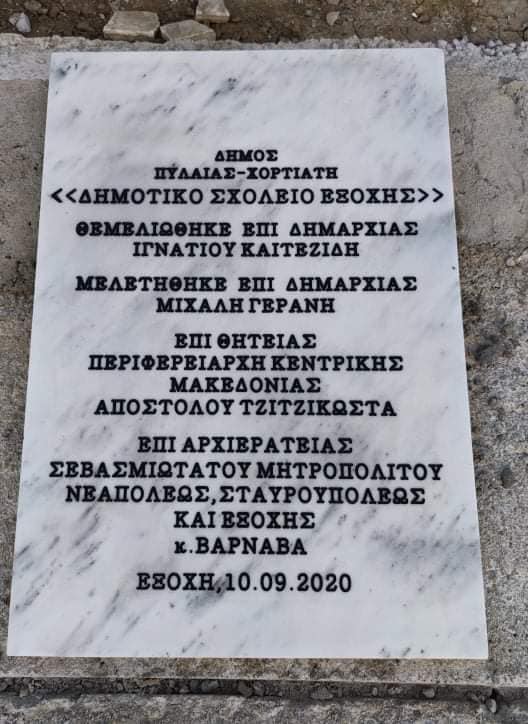 ΔΗΜΟΣ
ΠΥΛΑΙΑΣ-ΧΟΡΤΙΑΤΗ
<<ΔΗΜΟΤΙΚΟ ΣΧΟΛΕΙΟ ΕΞΟΧΗΣ>>
ΘΕΜΕΛΙΩΘΗΚΕ ΕΠΙ ΔΗΜΑΡΧΙΑΣ
ΙΓΝΑΤΙΟΥ ΚΑΙΤΕΖΙΔΗ
ΜΕΛΕΤΗΘΗΚΕ ΕΠΙ ΔΗΜΑΡΧΙΑΣ
ΜΙΧΑΛΗ ΓΕΡΑΝΗ
ΕΠΙ ΘΗΤΕΙΑΣ
ΠΕΡΙΦΕΡΕΙΑΡΧΗ ΚΕΝΤΡΙΚΗΣ
ΜΑΚΕΔΟΝΙΑΣ
ΑΠΟΣΤΟΛΟΥ ΤΖΙΤΖΙΚΩΣΤΑ
ΕΠΙ ΑΡΧΙΕΡΑΤΕΙΑΣ
ΣΕΒΑΣΜΙΩΤΑΤΟΥ ΜΗΤΡΟΠΟΛΙΤΟΥ
ΝΕΑΠΟΛΕΩΣ, ΣΤΑΥΡΟΥΠΟΛΕΩΣ
ΚΑΙ ΕΞΟΧΗΣ
κ.ΒΑΡΝΑΒΑ
ΕΞΟΧΗ,10.09.2020